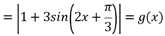 = |1 + 3sin(2x + π/3)| = g(x)